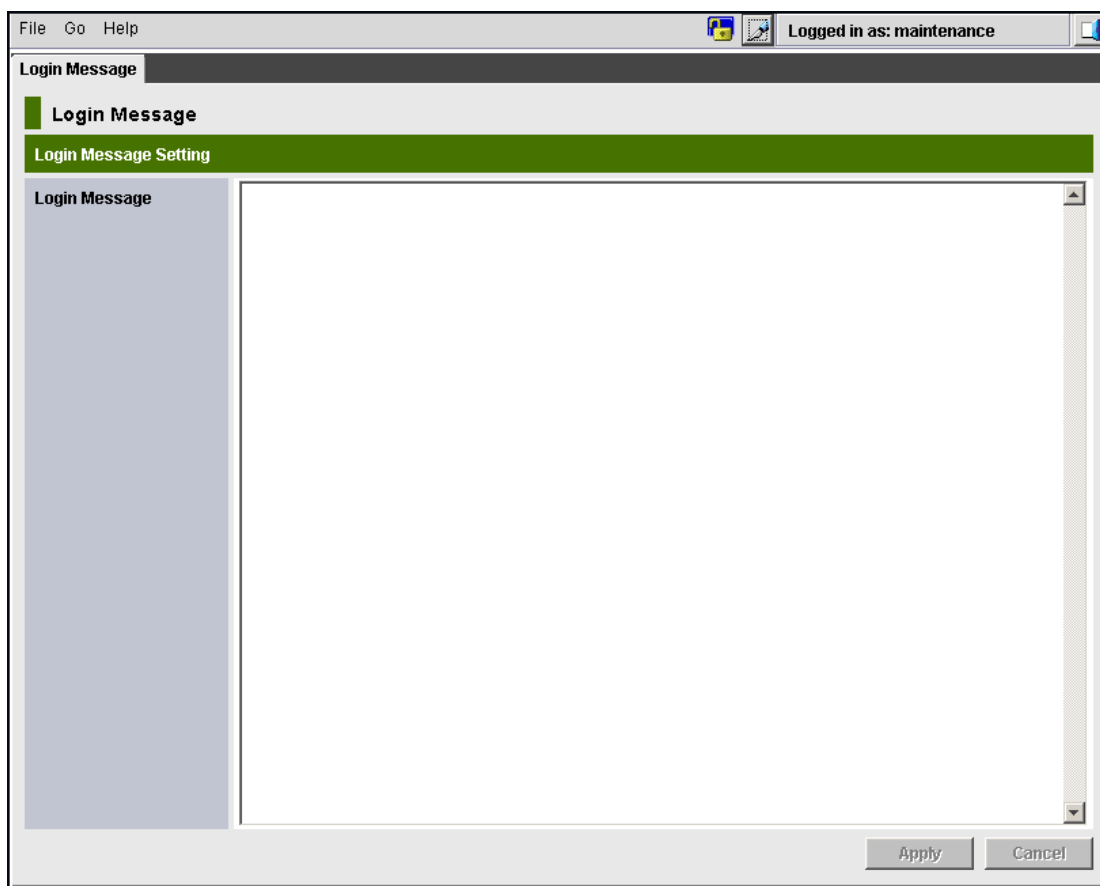 File Go Help
Logged in as: maintenance
Login Message
Login Message
Login Message Setting
Login Message
Apply Cancel